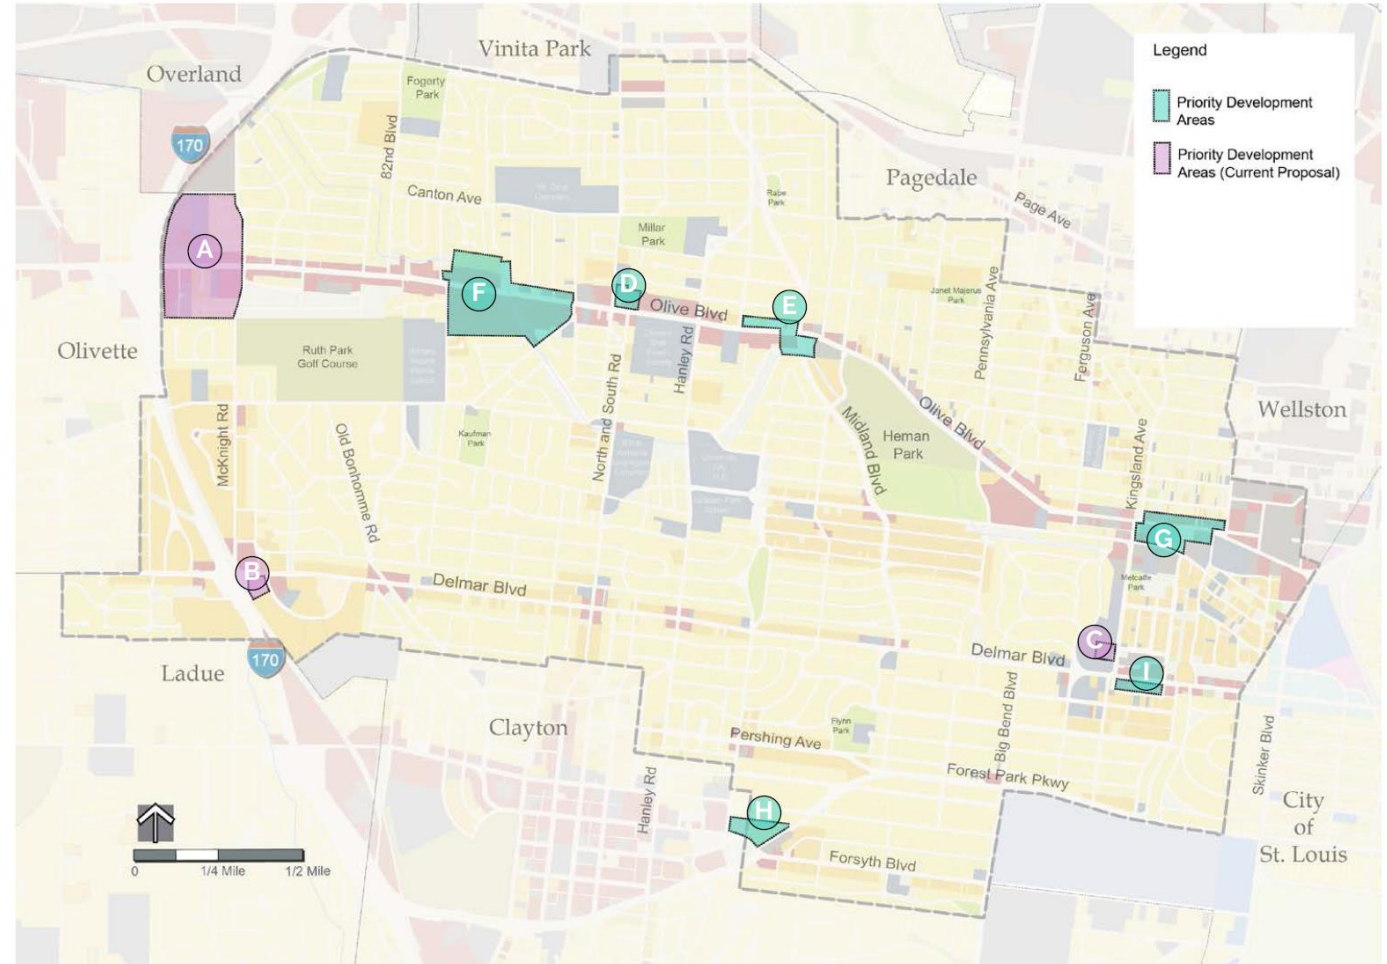 Vinita Park
Legend
Overland
Fogerty
Park
Priority Development
Areas
82nd Blvd
170
Priority Development
Areas (Current Proposal)
Pagedale
Canton Ave
Page Ave
Millar
Park
A
D
F
E
Olive Blvd
Janet Majerus
Park
Pennsylvania Ave
Ferguson Ave
Olivette
Ruth Park
Golf Course
Hanley Rd
North and South Rd
Wellston
McKnight Rd
Old Bonhomme Rd
Kaufman
Park
Midland Blvd
Heman
Park
Olive Blvd
Kingsland Ave
G
B
Delmar Blvd
Metcalfe
Park
C
Delmar Blvd
170
Ladue
I
Big Bend Blvd
Clayton
Flynn
Park
Pershing Ave
Skinker Blvd
Forest Park Pkwy
Hanley Rd
H
City
of
St. Louis
Forsyth Blvd
0
1/4 Mile
1/2 Mile